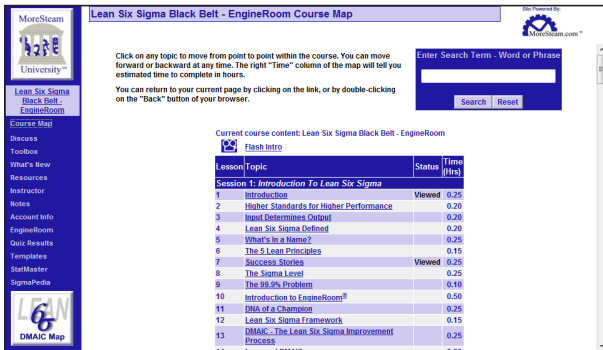 MoreSteam
University™
Lean Six Sigma
Black Belt -
EngineRoom
Course Map
Discuss
Toolbox
What's New
Resources
Instructor
Notes
Account Info
EngineRoom
Quiz Results
Templates
StatMaster
SigmaPedia
LEAN
6σ
DMAIC Map
Lean Six Sigma Black Belt - EngineRoom Course Map
Site Powered By:
MoreSteam.com™
Click on any topic to move from point to point within the course. You can move
forward or backward at any time. The right "Time" column of the map will tell you
estimated time to complete in hours.
You can return to your current page by clicking on the link, or by double-clicking
on the "Back" button of your browser.
Enter Search Term - Word or Phrase
Search Reset
Current course content: Lean Six Sigma Black Belt - EngineRoom
Flash Intro
Lesson Topic Status Time (Hrs)
Session 1: Introduction To Lean Six Sigma
1 Introduction Viewed 0.25
2 Higher Standards for Higher Performance 0.20
3 Input Determines Output 0.20
4 Lean Six Sigma Defined 0.20
5 What's In a Name? 0.25
6 The 5 Lean Principles 0.15
7 Success Stories Viewed 0.25
8 The Sigma Level 0.25
9 The 99.9% Problem 0.10
10 Introduction to EngineRoom® 0.50
11 DNA of a Champion 0.25
12 Lean Six Sigma Framework 0.15
13 DMAIC - The Lean Six Sigma Improvement
Process 0.25